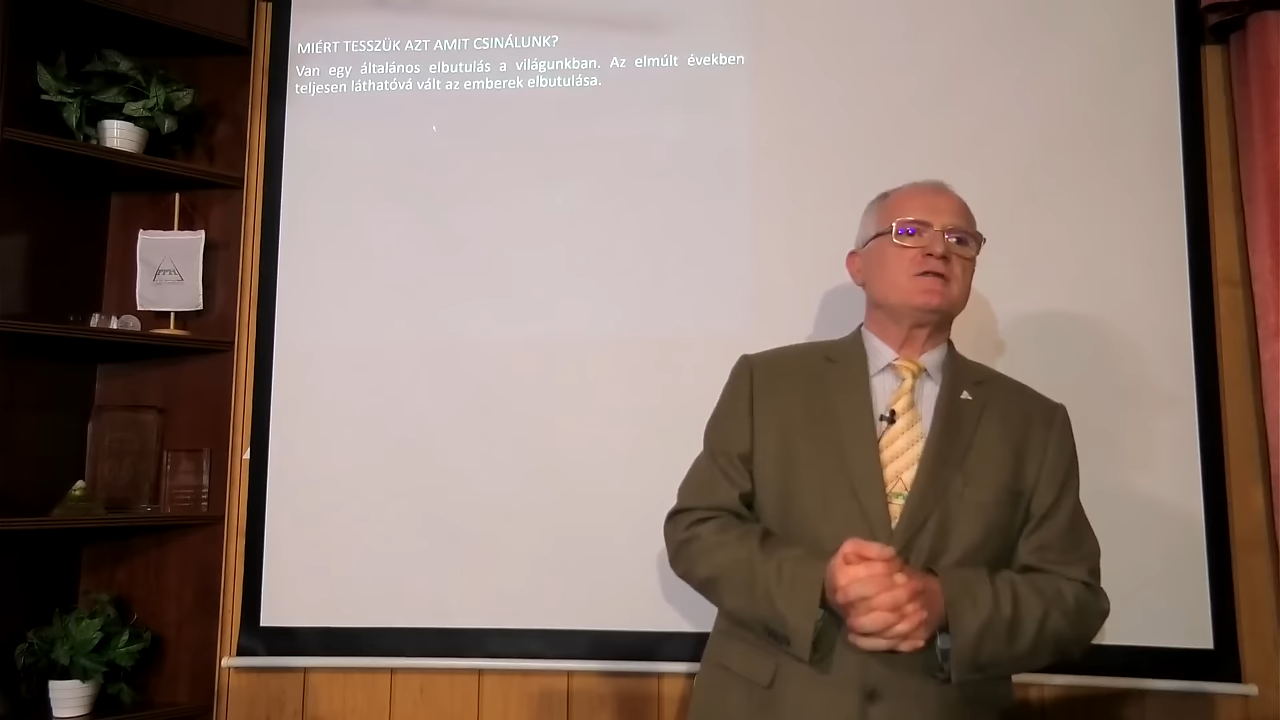 MIÉRT TESSZÜK AZT AMIT CSINÁLUNK?
Van egy általános elbutulás a világunkban. Az elmúlt években
teljesen láthatóvá vált az emberek elbutulása.